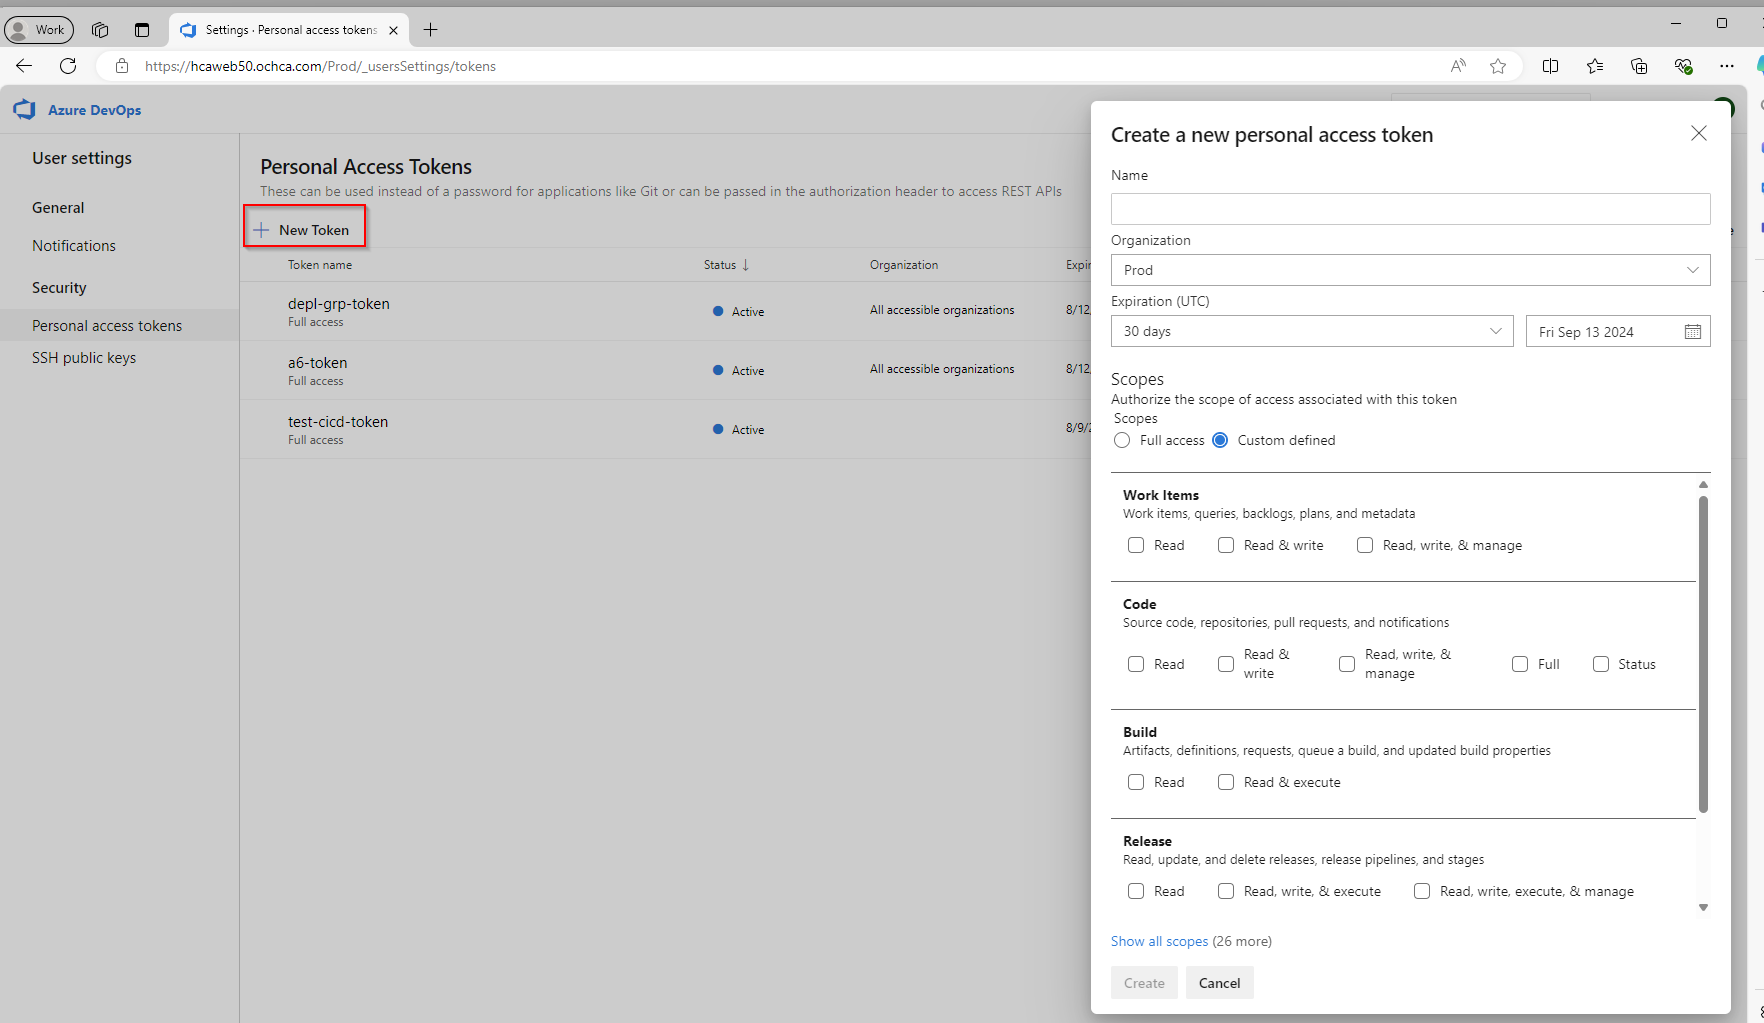 Work
Settings · Personal access tokens
https://hcaweb50.ochca.com/Prod/_usersSettings/tokens
Azure DevOps
User settings
General
Notifications
Security
Personal access tokens
SSH public keys
Personal Access Tokens
These can be used instead of a password for applications like Git or can be passed in the authorization header to access REST APIs
New Token
Token name Status ↓ Organization Expir
depl-grp-token Active All accessible organizations 8/12
Full access
a6-token Active All accessible organizations 8/12
Full access
test-cicd-token Active 8/9/
Full access
Create a new personal access token
Name
Organization
Prod
Expiration (UTC)
30 days Fri Sep 13 2024
Scopes
Authorize the scope of access associated with this token
Scopes
Full access Custom defined
Work Items
Work items, queries, backlogs, plans, and metadata
Read Read & write Read, write, & manage
Code
Source code, repositories, pull requests, and notifications
Read Read & write Read, write, & manage Full Status
Build
Artifacts, definitions, requests, queue a build, and updated build properties
Read Read & execute
Release
Read, update, and delete releases, release pipelines, and stages
Read Read, write, & execute Read, write, execute, & manage
Show all scopes (26 more)
Create Cancel